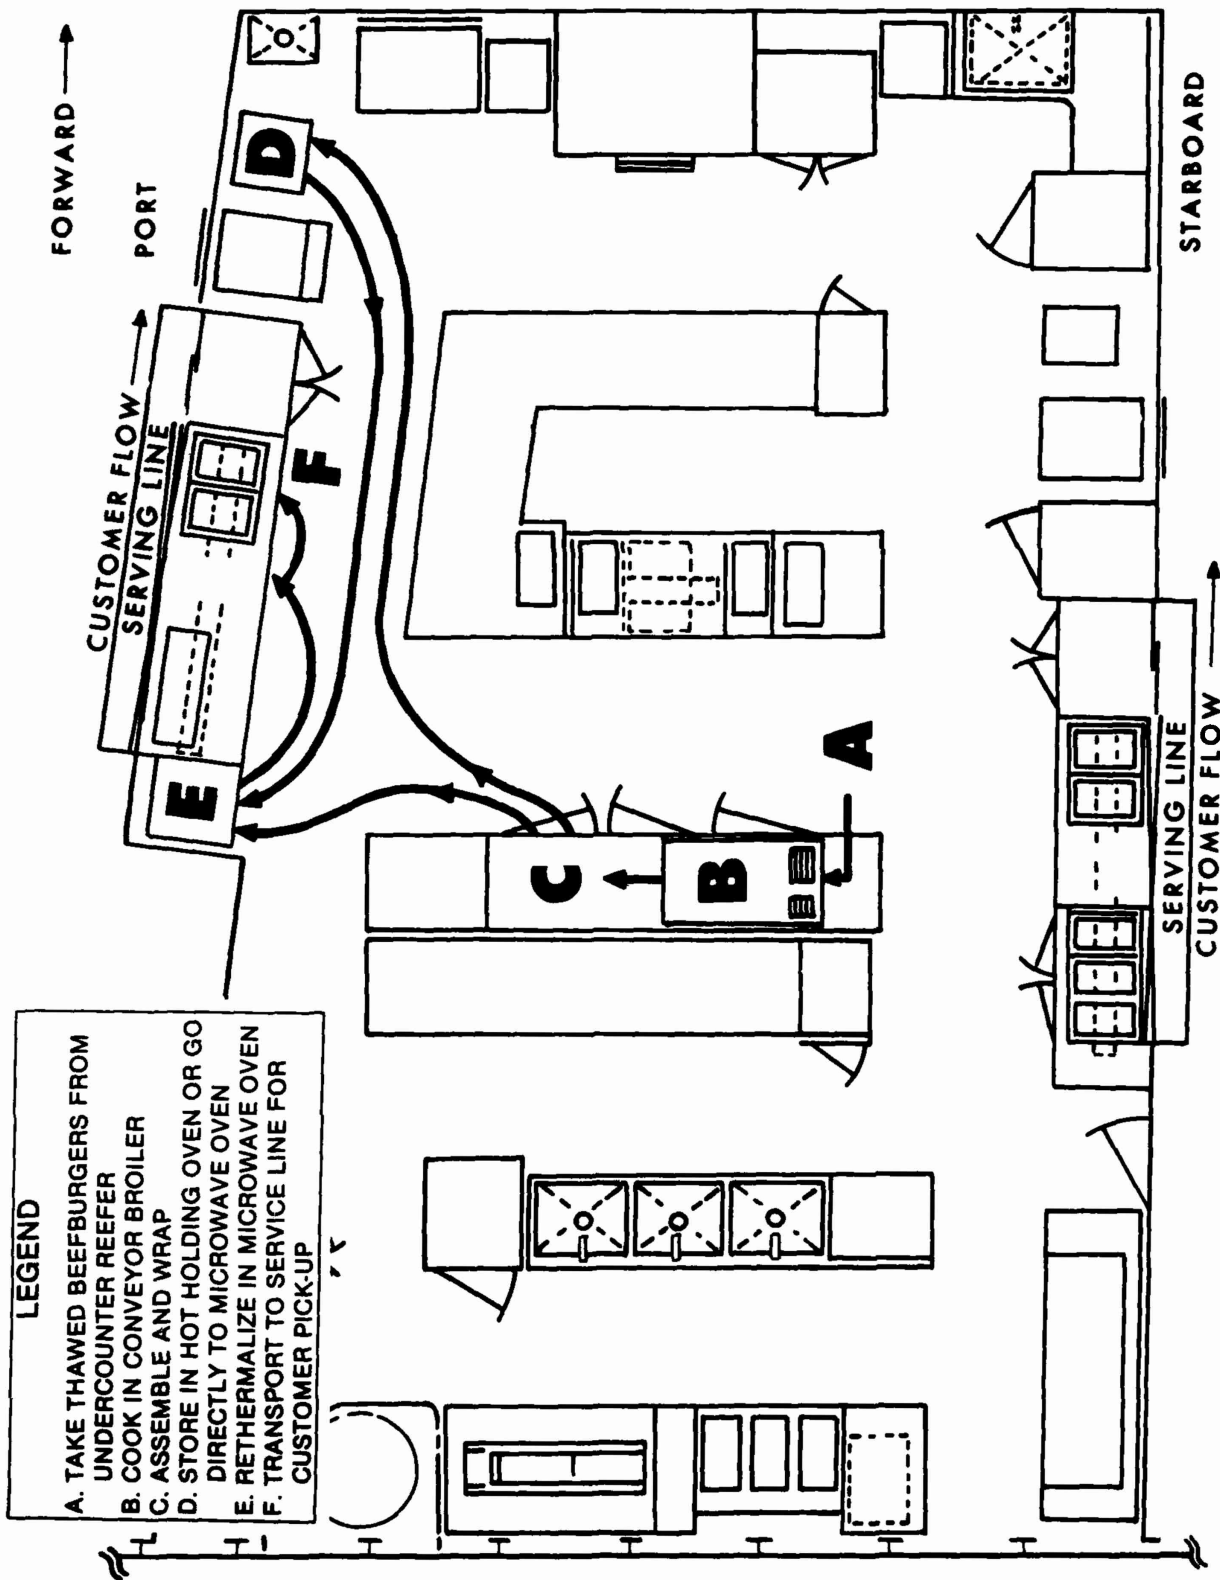 LEGEND
A. TAKE THAWED BEEFBURGERS FROM
UNDERCOUNTER REEFER
B. COOK IN CONVEYOR BROILER
C. ASSEMBLE AND WRAP
D. STORE IN HOT HOLDING OVEN OR GO
DIRECTLY TO MICROWAVE OVEN
E. RETHERMALIZE IN MICROWAVE OVEN
F. TRANSPORT TO SERVICE LINE FOR
CUSTOMER PICK-UP
FORWARD
PORT
CUSTOMER FLOW
SERVING LINE
E
F
D
C
B
A
SERVING LINE
CUSTOMER FLOW
STARBOARD